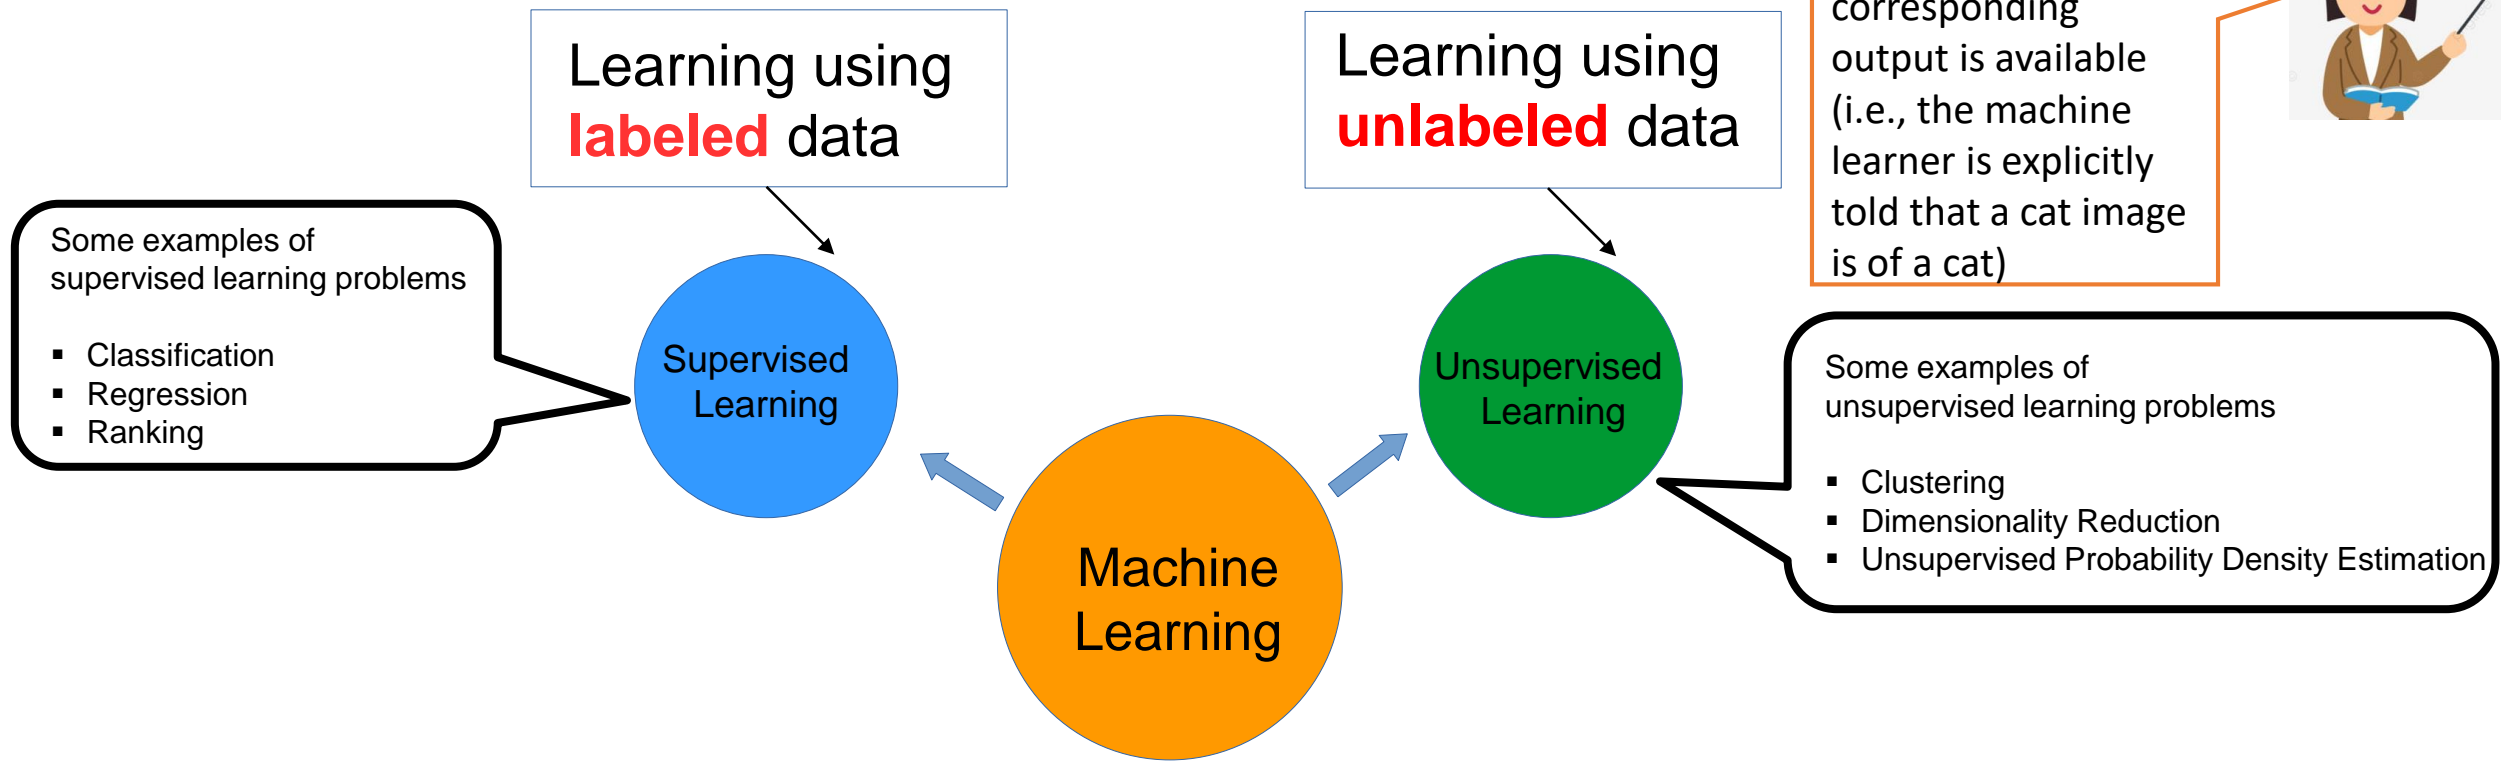 Learning using
labeled data
Learning using
unlabeled data
corresponding
output is available
(i.e., the machine
learner is explicitly
told that a cat image
is of a cat)
Some examples of
supervised learning problems
▪ Classification
▪ Regression
▪ Ranking
Supervised
Learning
Unsupervised
Learning
Some examples of
unsupervised learning problems
▪ Clustering
▪ Dimensionality Reduction
▪ Unsupervised Probability Density Estimation
Machine
Learning